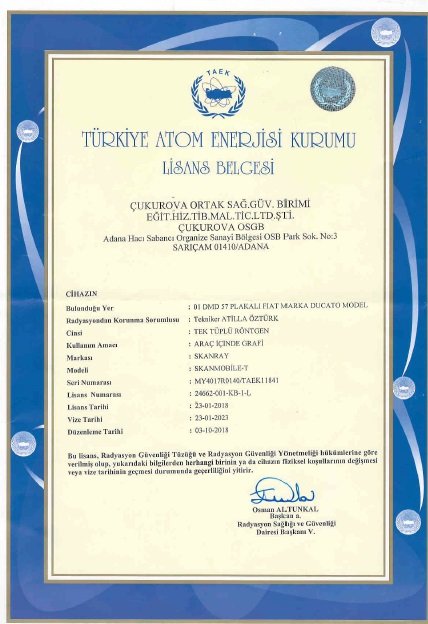 TAEK
TÜRKİYE ATOM ENERJİSİ KURUMU
LİSANS BELGESİ
ÇUKUROVA ORTAK SAĞ.GÜV. BİRİMİ
EĞİT.HİZ.TİB.MAL.TİC.LTD.ŞTİ.
ÇUKUROVA OSGB
Adana Hacı Sabancı Organize Sanayi Bölgesi OSB Park Sok. No:3
SARIÇAM 01410/ADANA
CİHAZIN
Bulunduğu Yer : 01 DMD 57 PLAKALI FIAT MARKA DUCATO MODEL
Radyasyondan Korunma Sorumlusu : Tekniker ATİLLA ÖZTÜRK
Cinsi : TEK TÜPLÜ RÖNTGEN
Kullanım Amacı : ARAÇ İÇİNDE GRAFİ
Markası : SKANRAY
Modeli : SKANMOBILE-T
Seri Numarası : MY4017R0140/TAEK11841
Lisans Numarası : 24662-001-KB-1-L
Lisans Tarihi : 23-01-2018
Vize Tarihi : 23-01-2023
Düzenleme Tarihi : 03-10-2018
Bu lisans, Radyasyon Güvenliği Tüzüğü ve Radyasyon Güvenliği Yönetmeliği hükümlerine göre
verilmiş olup, yukarıdaki bilgilerden herhangi birinin ya da cihazın fiziksel koşullarının değişmesi
veya vize tarihinin geçmesi durumunda geçerliliğini yitirir.
Osman ALTUNKAL
Başkan a.
Radyasyon Sağlığı ve Güvenliği
Dairesi Başkanı V.